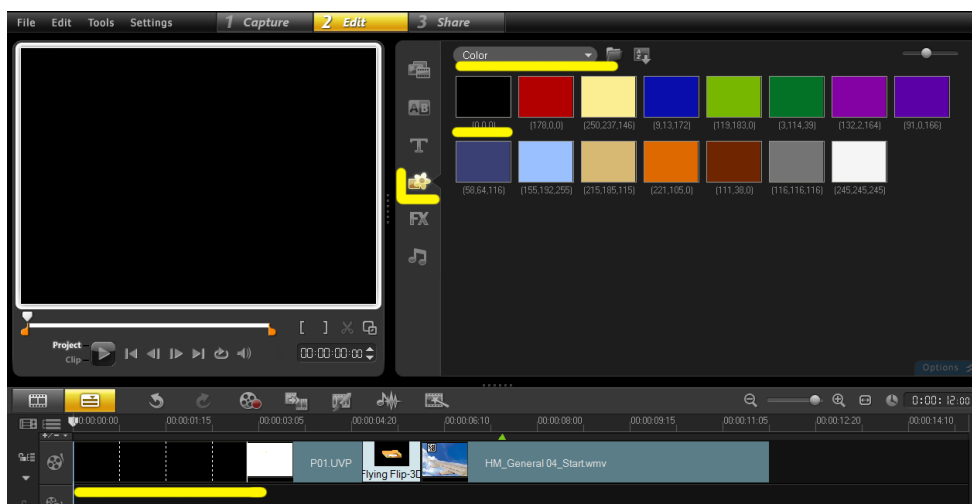 File Edit Tools Settings 1 Capture 2 Edit 3 Share
Color
AB
T
FX
(0,0,0) (178,0,0) (250,237,146) (9,13,172) (119,183,0) (3,114,39) (132,2,164) (91,0,166)
(58,64,116) (155,192,255) (215,185,115) (221,105,0) (111,38,0) (116,116,116) (245,245,245)
Project
Clip
00:00:00:00
Options
0:00:12:00
00:00:00:00 00:00:01:15 00:00:03:05 00:00:04:20 00:00:06:10 00:00:08:00 00:00:09:15 00:00:11:05 00:00:12:20 00:00:14:10
P01.UVP
Flying Flip-3D
HM_General 04_Start.wmv